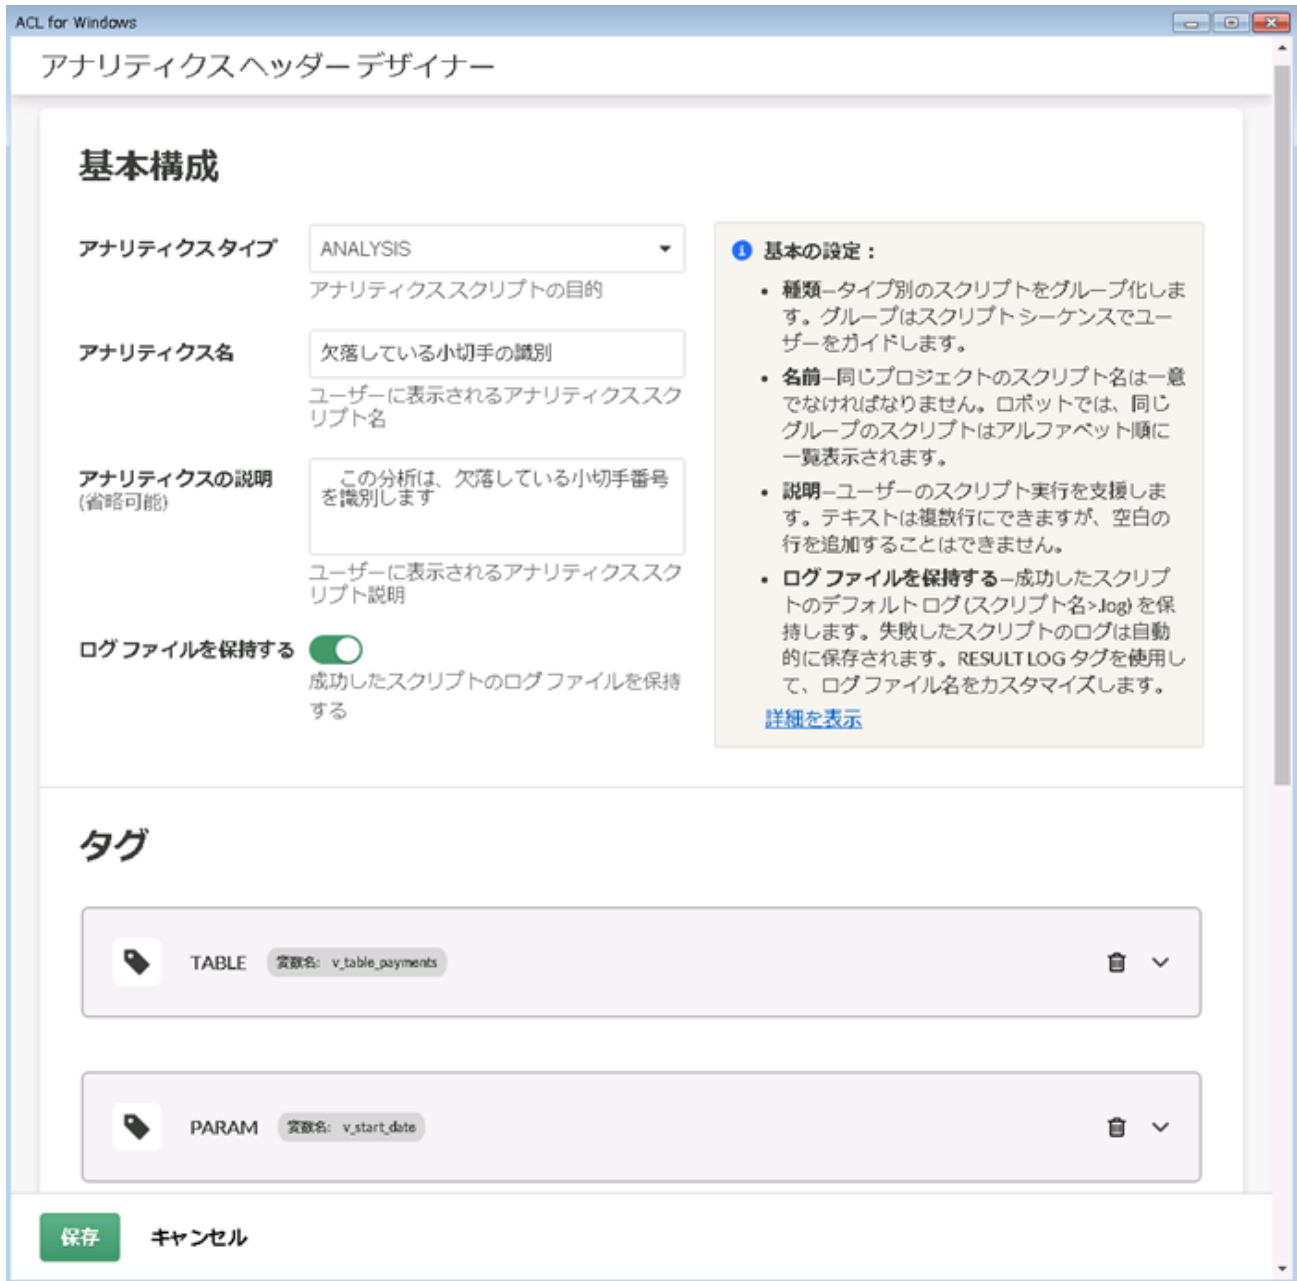 ACL for Windows
アナリティクス ヘッダー デザイナー
基本構成
アナリティクス タイプ
ANALYSIS
アナリティクス スクリプトの目的
アナリティクス名
欠落している小切手の識別
ユーザーに表示されるアナリティクス スク
リプト名
アナリティクスの説明
(省略可能)
この分析は、欠落している小切手番号
を識別します
ユーザーに表示されるアナリティクス スク
リプト説明
ログ ファイルを保持する
成功したスクリプトのログ ファイルを保持
する
基本の設定：
• 種類–タイプ別のスクリプトをグループ化しま
す。グループはスクリプト シーケンスでユー
ザーをガイドします。
• 名前–同じプロジェクトのスクリプト名は一意
でなければなりません。ロボットでは、同じ
グループのスクリプトはアルファベット順に
一覧表示されます。
• 説明–ユーザーのスクリプト実行を支援しま
す。テキストは複数行にできますが、空白の
行を追加することはできません。
• ログ ファイルを保持する–成功したスクリプ
トのデフォルト ログ (スクリプト名>.log) を保
持します。失敗したスクリプトのログは自動
的に保存されます。RESULT LOG タグを使用し
て、ログ ファイル名をカスタマイズします。
詳細を表示
タグ
TABLE 変数名: v_table_payments
PARAM 変数名: v_start_date
保存 キャンセル